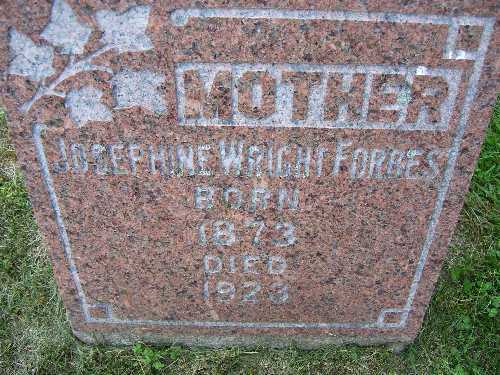 MOTHER
JOSEPHINE WRIGHT FORBES
BORN
1873
DIED
1923